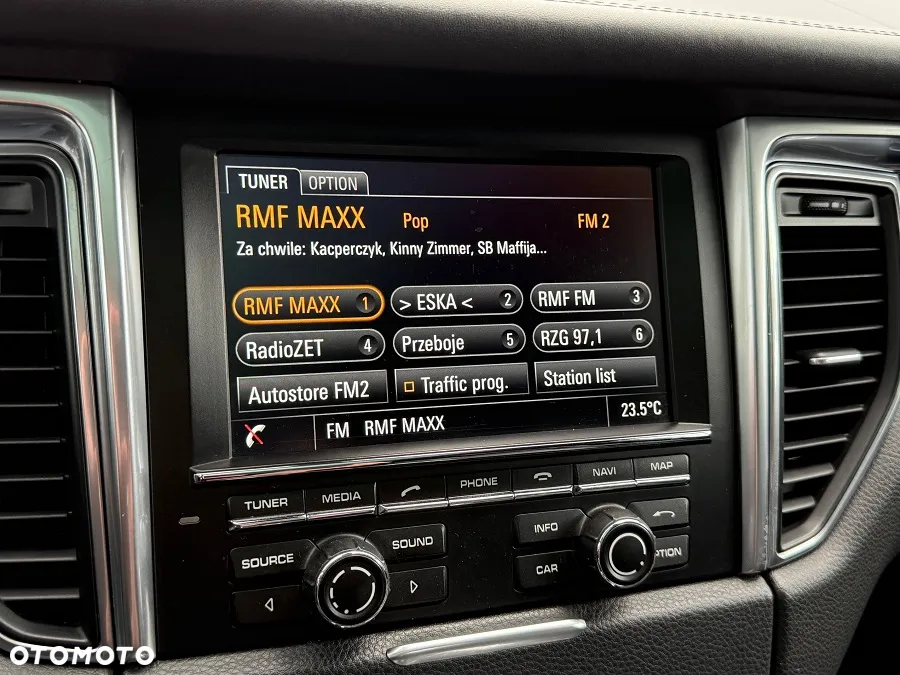 TUNER OPTION
RMF MAXX Pop FM 2
Za chwile: Kacperczyk, Kinny Zimmer, SB Maffija...
RMF MAXX 1 > ESKA < 2 RMF FM 3
RadioZET 4 Przeboje 5 RZG 97,1 6
Autostore FM2 Traffic prog. Station list
FM RMF MAXX 23.5°C
TUNER MEDIA PHONE NAVI MAP
SOURCE SOUND INFO
CAR OPTION
OTOMOTO